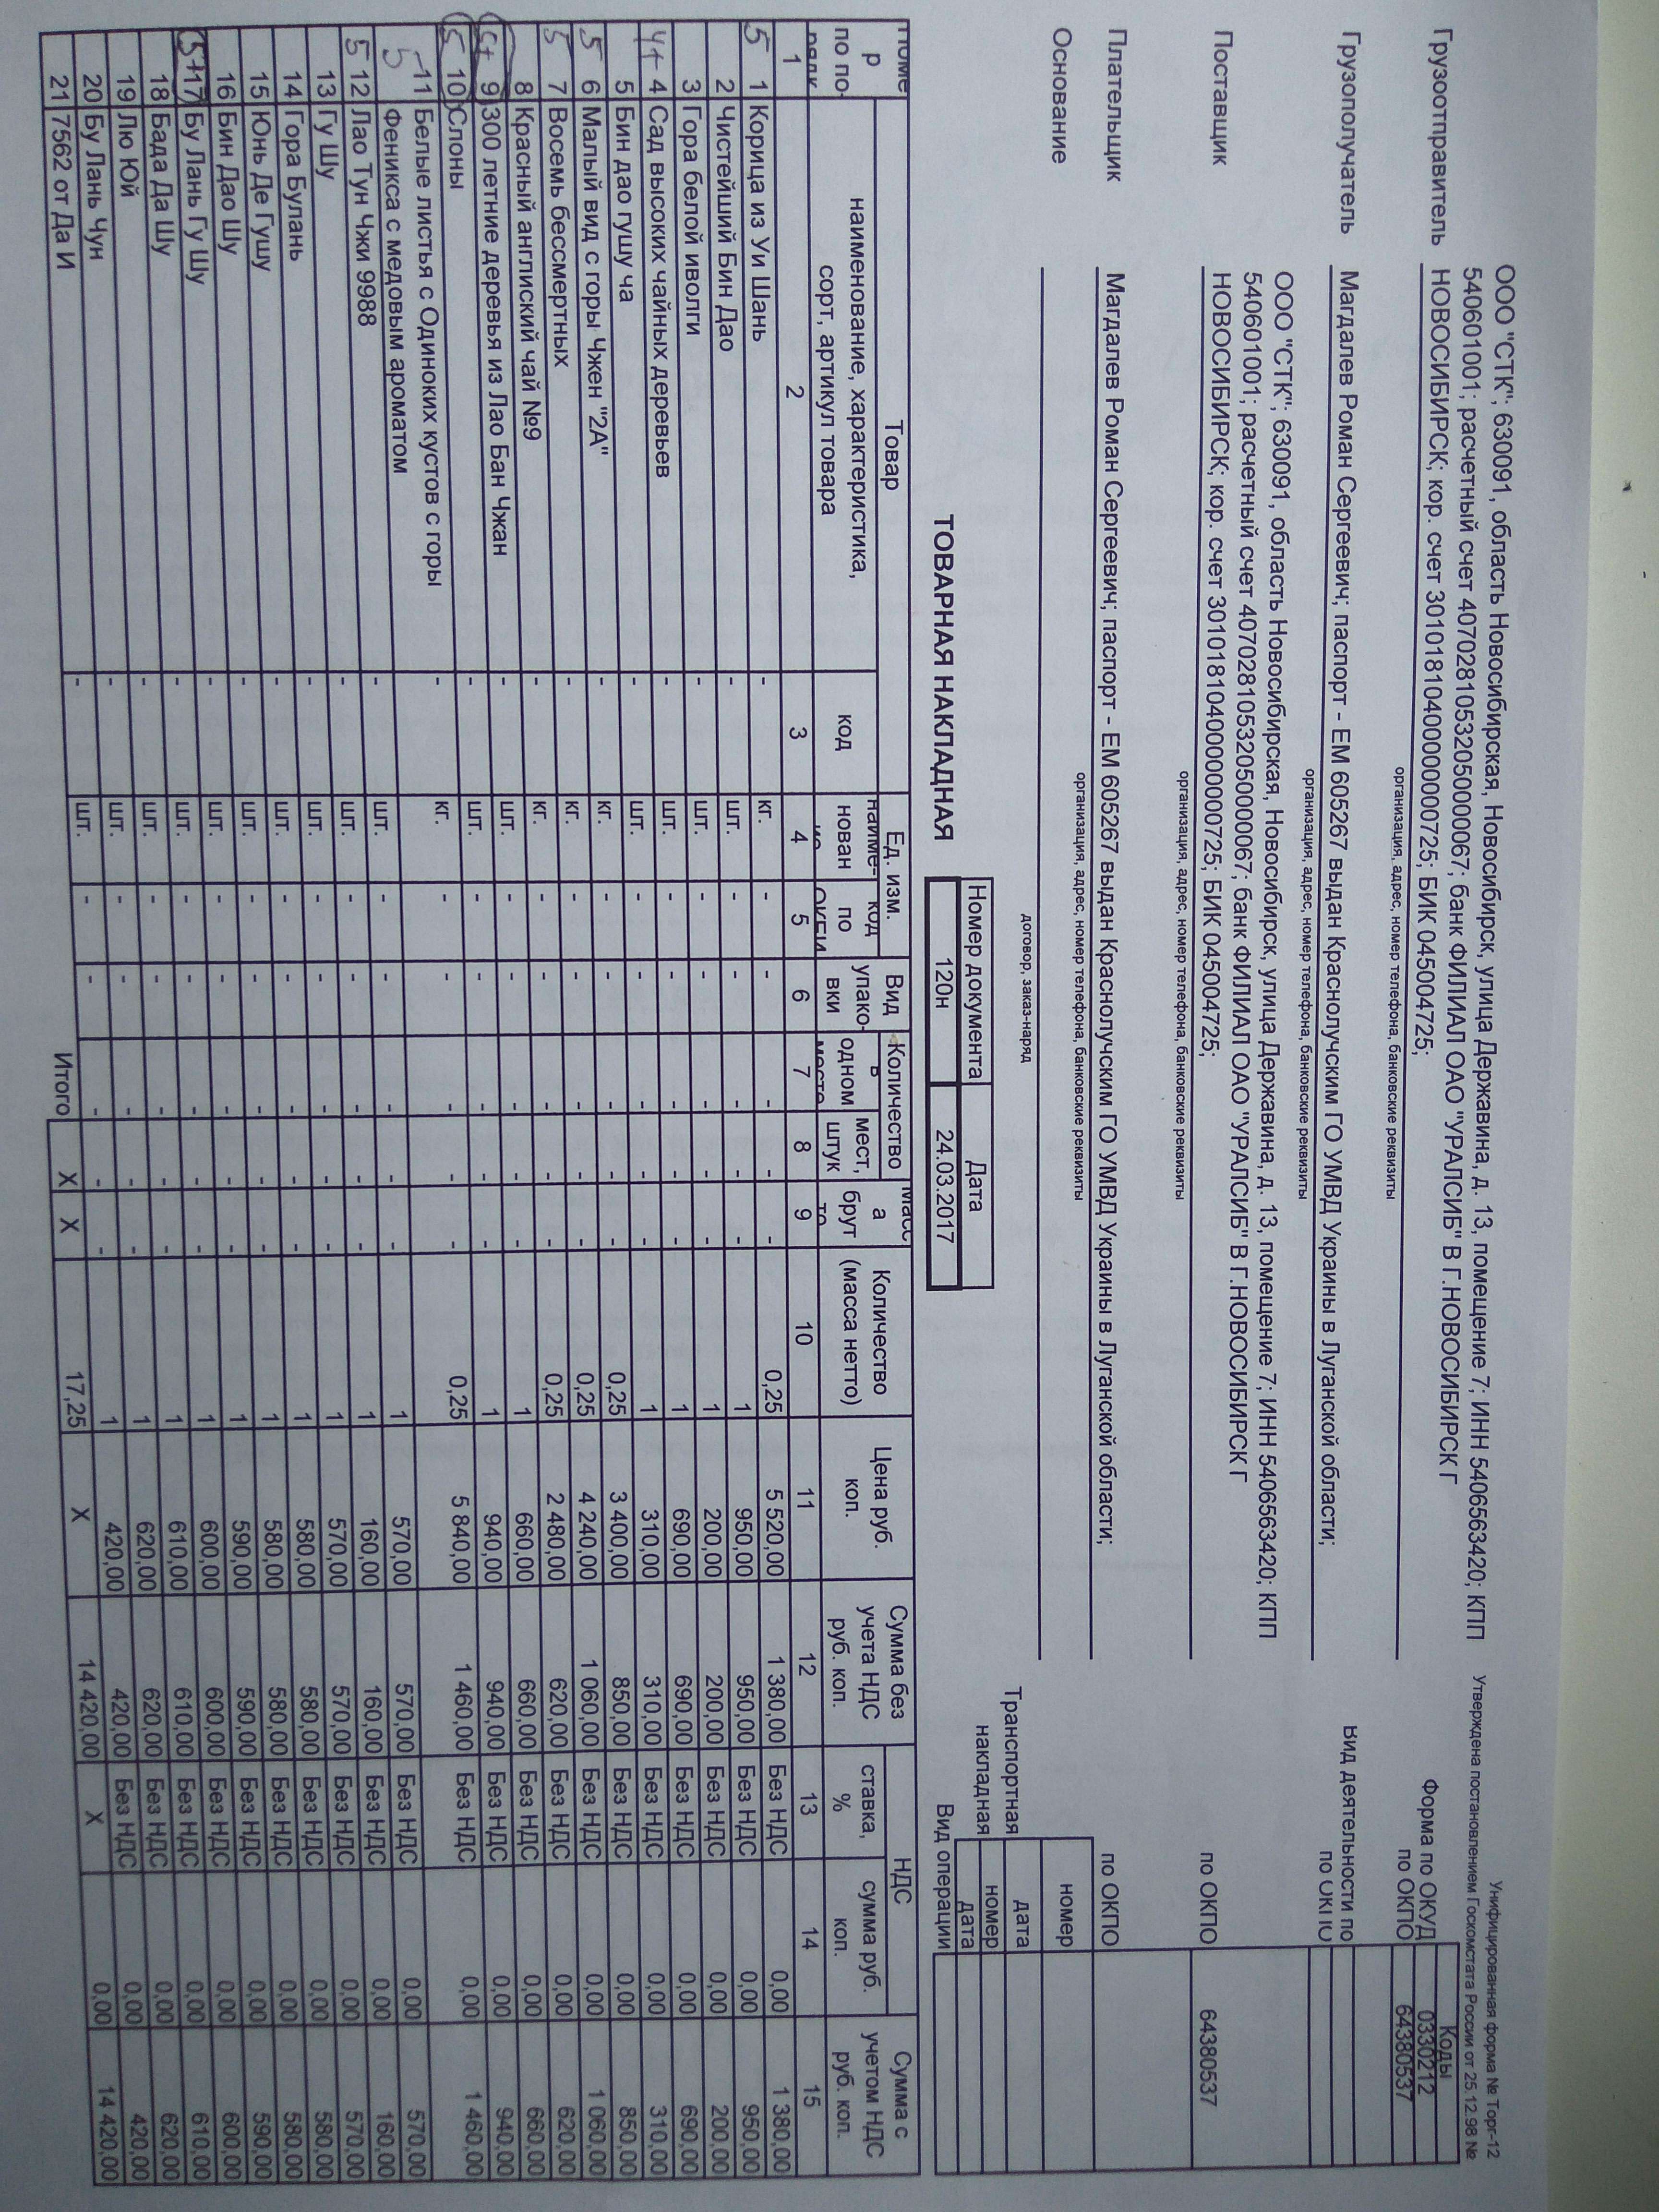 Унифицированная форма № Торг-12
Утверждена постановлением Госкомстата России от 25.12.98 №
Коды
Форма по ОКУД 0330212
по ОКПО 64380537
ООО "СТК"; 630091, область Новосибирская, Новосибирск, улица Державина, д. 13, помещение 7; ИНН 5406563420; КПП
540601001; расчетный счет 40702810532050000067; банк ФИЛИАЛ ОАО "УРАЛСИБ" В Г.НОВОСИБИРСК Г
Грузоотправитель НОВОСИБИРСК; кор. счет 30101810400000000725; БИК 045004725;
организация, адрес, номер телефона, банковские реквизиты
Вид деятельности по
по ОКПО
Грузополучатель Магдалев Роман Сергеевич; паспорт - ЕМ 605267 выдан Краснолучским ГО УМВД Украины в Луганской области;
организация, адрес, номер телефона, банковские реквизиты
ООО "СТК"; 630091, область Новосибирская, Новосибирск, улица Державина, д. 13, помещение 7; ИНН 5406563420; КПП
540601001; расчетный счет 40702810532050000067; банк ФИЛИАЛ ОАО "УРАЛСИБ" В Г.НОВОСИБИРСК Г
Поставщик НОВОСИБИРСК; кор. счет 30101810400000000725; БИК 045004725; по ОКПО 64380537
организация, адрес, номер телефона, банковские реквизиты
Плательщик Магдалев Роман Сергеевич; паспорт - ЕМ 605267 выдан Краснолучским ГО УМВД Украины в Луганской области; по ОКПО
организация, адрес, номер телефона, банковские реквизиты
Основание
договор, заказ-наряд
номер
дата
Транспортная накладная номер
дата
Вид операции
Номер документа Дата
ТОВАРНАЯ НАКЛАДНАЯ 120н 24.03.2017
Номе р по по- рядк Товар Ед. изм. Вид упако- вки Количество Масс а брут то Количество (масса нетто) Цена руб. коп. Сумма без учета НДС руб. коп. НДС Сумма с учетом НДС руб. коп.
наименование, характеристика, сорт, артикул товара код наиме- нован ие код по ОКЕИ в одном месте мест, штук ставка, % сумма руб. коп.
1 2 3 4 5 6 7 8 9 10 11 12 13 14 15
5 1 Корица из Уи Шань - кг. - - - - - 0,25 5 520,00 1 380,00 Без НДС 0,00 1 380,00
2 Чистейший Бин Дао - шт. - - - - - 1 950,00 950,00 Без НДС 0,00 950,00
3 Гора белой иволги - шт. - - - - - 1 200,00 200,00 Без НДС 0,00 200,00
4+ 4 Сад высоких чайных деревьев - шт. - - - - - 1 690,00 690,00 Без НДС 0,00 690,00
5 Бин дао гушу ча - шт. - - - - - 1 310,00 310,00 Без НДС 0,00 310,00
5 6 Малый вид с горы Чжен "2А" - кг. - - - - - 0,25 3 400,00 850,00 Без НДС 0,00 850,00
5 7 Восемь бессмертных - кг. - - - - - 0,25 4 240,00 1 060,00 Без НДС 0,00 1 060,00
8 Красный англиский чай №9 - кг. - - - - - 0,25 2 480,00 620,00 Без НДС 0,00 620,00
5+ 9 300 летние деревья из Лао Бан Чжан - шт. - - - - - 1 660,00 660,00 Без НДС 0,00 660,00
5 10 Слоны - шт. - - - - - 1 940,00 940,00 Без НДС 0,00 940,00
5 11 Белые листья с Одиноких кустов с горы - кг. - - - - - 0,25 5 840,00 1 460,00 Без НДС 0,00 1 460,00
Феникса с медовым ароматом
5 12 Лао Тун Чжи 9988 - шт. - - - - - 1 570,00 570,00 Без НДС 0,00 570,00
13 Гу Шу - шт. - - - - - 1 160,00 160,00 Без НДС 0,00 160,00
14 Гора Булань - шт. - - - - - 1 570,00 570,00 Без НДС 0,00 570,00
15 Юнь Де Гушу - шт. - - - - - 1 580,00 580,00 Без НДС 0,00 580,00
16 Бин Дао Шу - шт. - - - - - 1 580,00 580,00 Без НДС 0,00 580,00
5+ 17 Бу Лань Гу Шу - шт. - - - - - 1 590,00 590,00 Без НДС 0,00 590,00
18 Бада Да Шу - шт. - - - - - 1 600,00 600,00 Без НДС 0,00 600,00
19 Лю Юй - шт. - - - - - 1 610,00 610,00 Без НДС 0,00 610,00
20 Бу Лань Чун - шт. - - - - - 1 620,00 620,00 Без НДС 0,00 620,00
21 7562 от Да И - шт. - - - - - 1 420,00 420,00 Без НДС 0,00 420,00
Итого Х Х 17,25 Х 14 420,00 Х 0,00 14 420,00